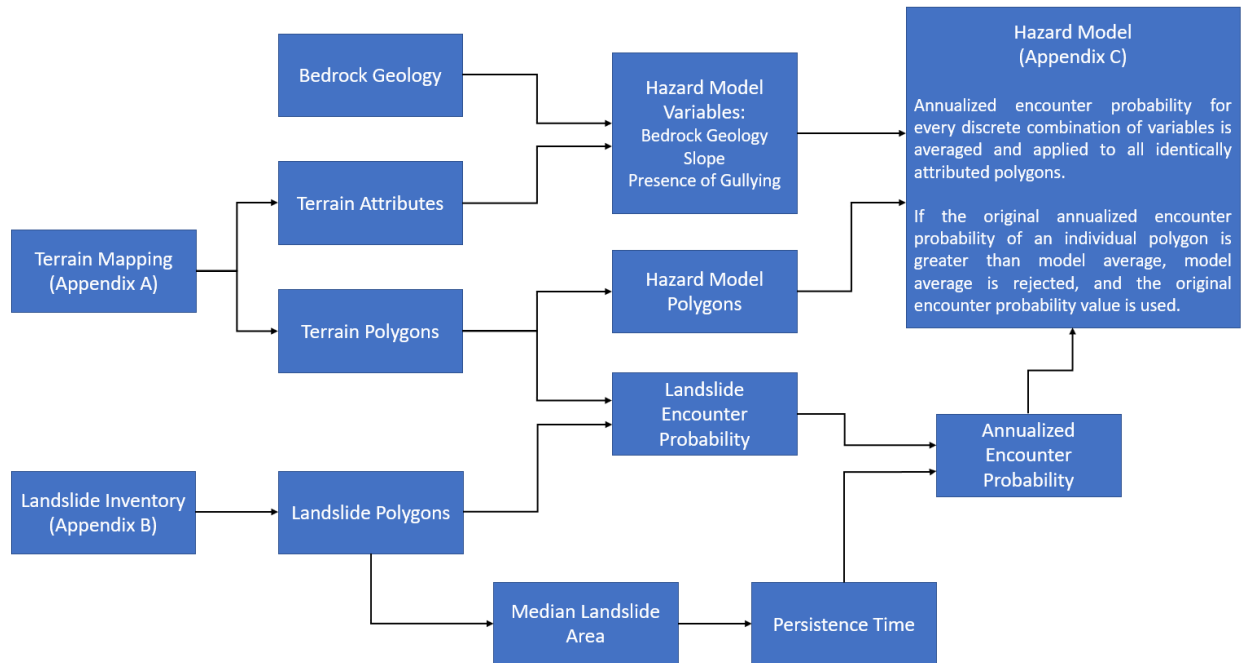 Bedrock Geology
Terrain Attributes
Terrain Mapping
(Appendix A)
Terrain Polygons
Landslide Inventory
(Appendix B)
Landslide Polygons
Median Landslide
Area
Persistence Time
Hazard Model
Variables:
Bedrock Geology
Slope
Presence of Gullying
Hazard Model
Polygons
Landslide
Encounter
Probability
Annualized
Encounter
Probability
Hazard Model
(Appendix C)
Annualized encounter probability for
every discrete combination of variables is
averaged and applied to all identically
attributed polygons.
If the original annualized encounter
probability of an individual polygon is
greater than model average, model
average is rejected, and the original
encounter probability value is used.